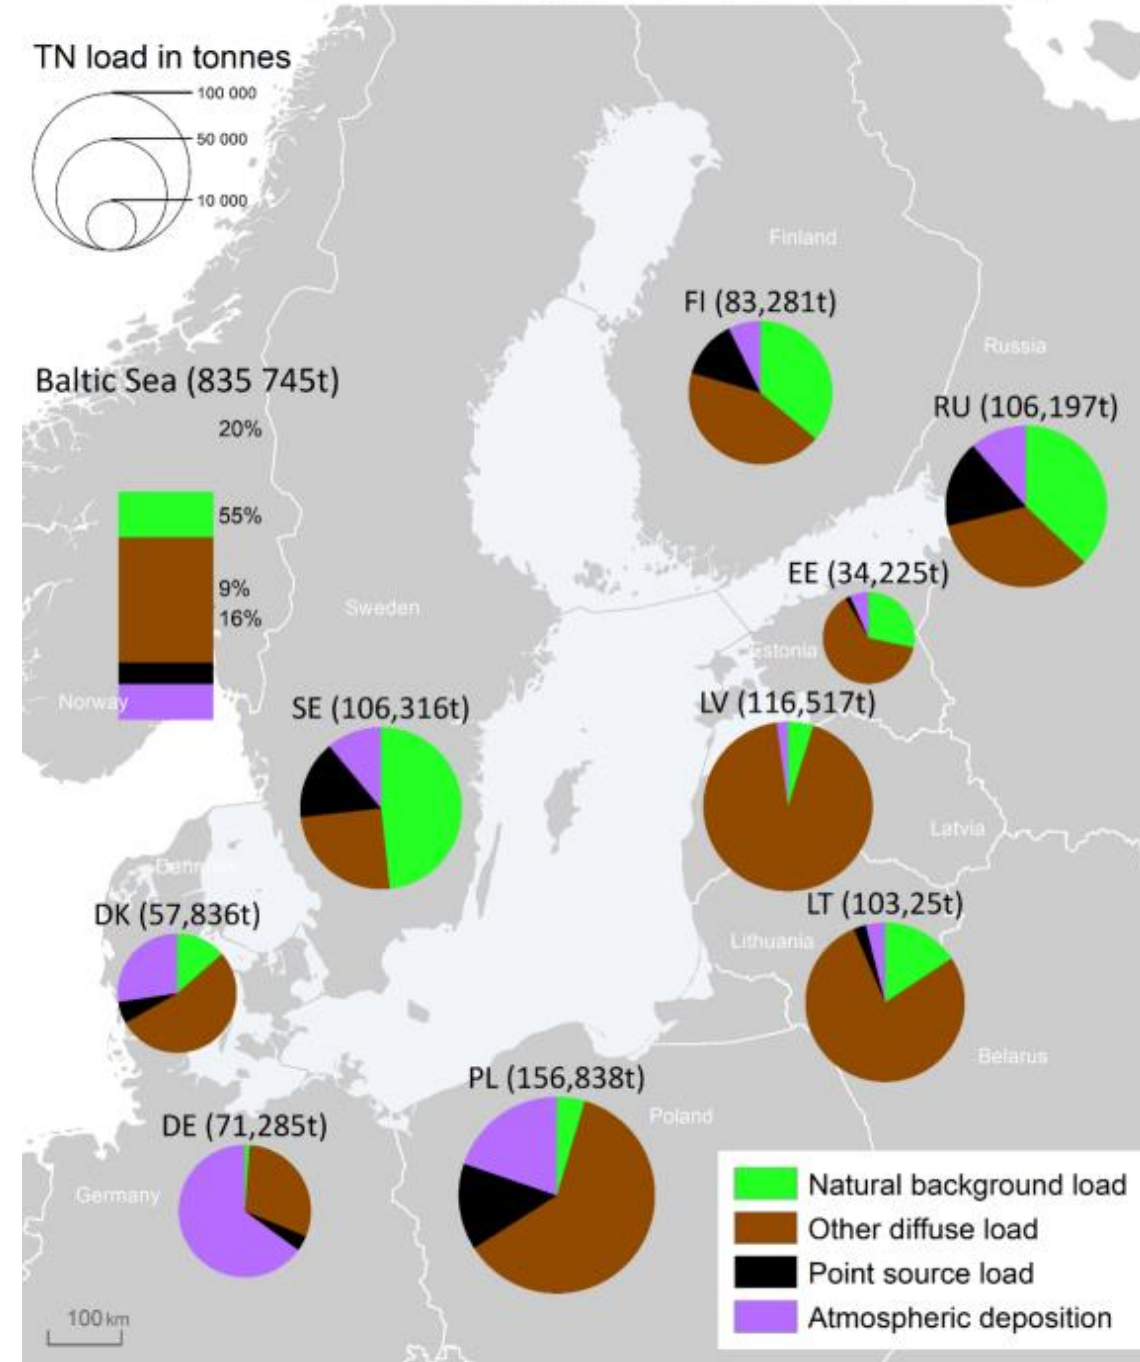 TN load in tonnes
100 000
50 000
10 000
Finland
FI (83,281t)
Russia
Baltic Sea (835 745t)
RU (106,197t)
20%
55%
EE (34,225t)
9%
Sweden
16%
Estonia
Norway
SE (106,316t)
LV (116,517t)
Latvia
Denmark
DK (57,836t)
LT (103,25t)
Lithuania
Belarus
PL (156,838t)
Poland
DE (71,285t)
Germany
Natural background load
Other diffuse load
Point source load
Atmospheric deposition
100 km